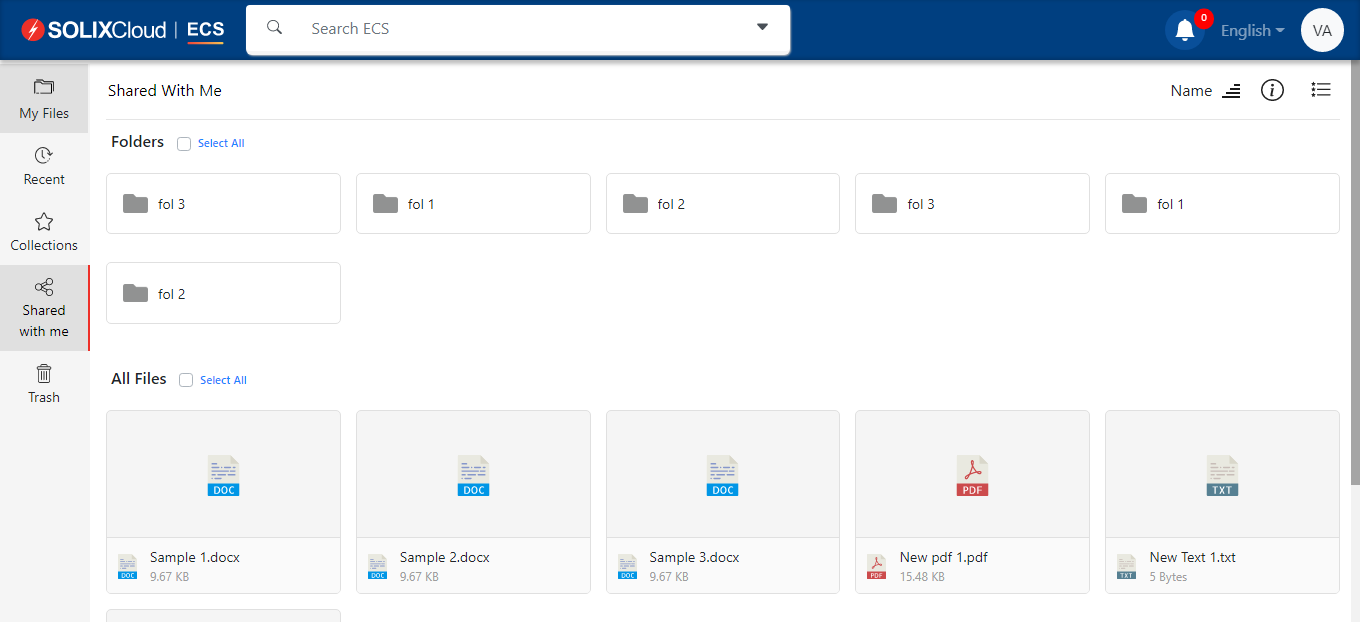 SOLIXCloud | ECS
Search ECS
0
English
VA
My Files
Recent
Collections
Shared
with me
Trash
Shared With Me
Name
Folders
Select All
fol 3
fol 1
fol 2
fol 3
fol 1
fol 2
All Files
Select All
DOC
DOC
DOC
PDF
TXT
DOC
Sample 1.docx
9.67 KB
DOC
Sample 2.docx
9.67 KB
DOC
Sample 3.docx
9.67 KB
PDF
New pdf 1.pdf
15.48 KB
TXT
New Text 1.txt
5 Bytes